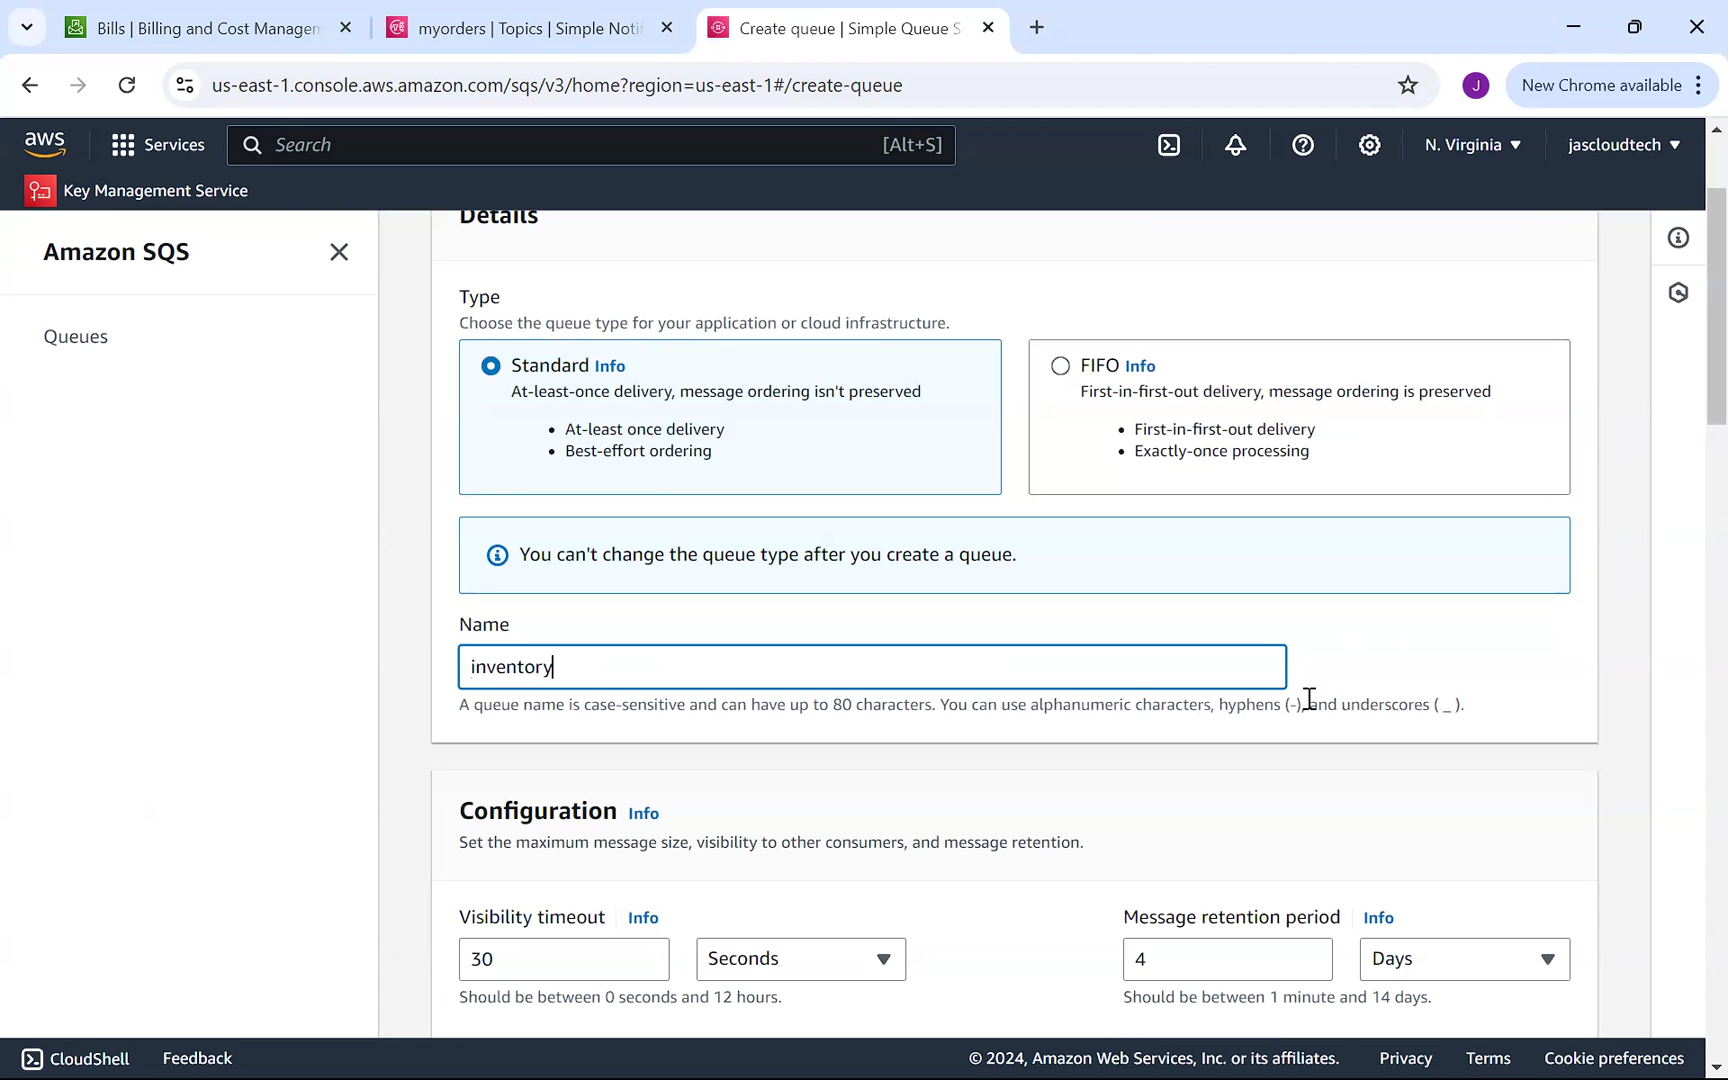 Bills | Billing and Cost Managem
myorders | Topics | Simple Notif
Create queue | Simple Queue S
us-east-1.console.aws.amazon.com/sqs/v3/home?region=us-east-1#/create-queue
J
New Chrome available
aws
Services
Search
[Alt+S]
N. Virginia
jascloudtech
Key Management Service
Amazon SQS
Queues
Details
Type
Choose the queue type for your application or cloud infrastructure.
Standard Info
At-least-once delivery, message ordering isn't preserved
• At-least once delivery
• Best-effort ordering
FIFO Info
First-in-first-out delivery, message ordering is preserved
• First-in-first-out delivery
• Exactly-once processing
You can't change the queue type after you create a queue.
Name
inventory
A queue name is case-sensitive and can have up to 80 characters. You can use alphanumeric characters, hyphens (-), and underscores ( _ ).
Configuration Info
Set the maximum message size, visibility to other consumers, and message retention.
Visibility timeout Info
30
Seconds
Should be between 0 seconds and 12 hours.
Message retention period Info
4
Days
Should be between 1 minute and 14 days.
CloudShell
Feedback
© 2024, Amazon Web Services, Inc. or its affiliates.
Privacy
Terms
Cookie preferences